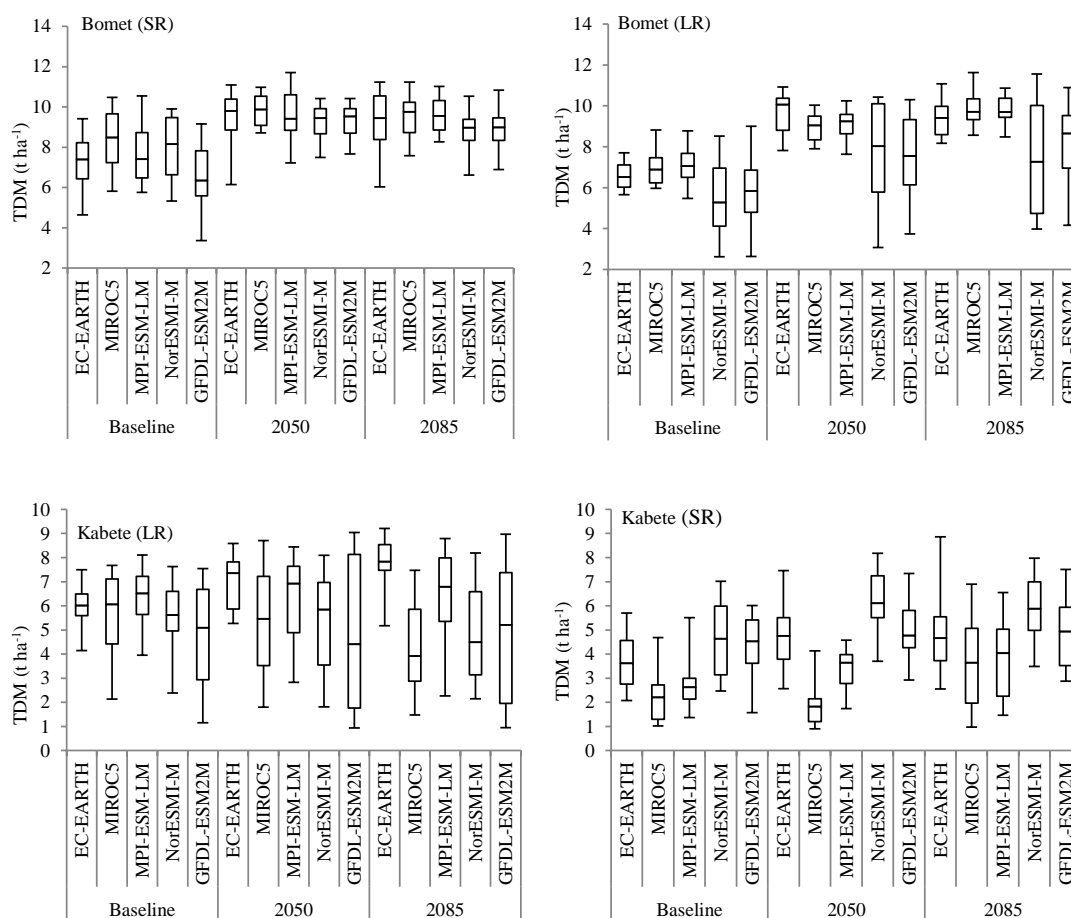 Bomet (SR)
TDM (t ha-1)
14
12
10
8
6
4
2
EC-EARTH
MIROC5
MPI-ESM-LM
NorESMI-M
GFDL-ESM2M
EC-EARTH
MIROC5
MPI-ESM-LM
NorESMI-M
GFDL-ESM2M
EC-EARTH
MIROC5
MPI-ESM-LM
NorESMI-M
GFDL-ESM2M
Baseline 2050 2085
Bomet (LR)
TDM (t ha-1)
14
12
10
8
6
4
2
EC-EARTH
MIROC5
MPI-ESM-LM
NorESMI-M
GFDL-ESM2M
EC-EARTH
MIROC5
MPI-ESM-LM
NorESMI-M
GFDL-ESM2M
EC-EARTH
MIROC5
MPI-ESM-LM
NorESMI-M
GFDL-ESM2M
Baseline 2050 2085
Kabete (LR)
TDM (t ha-1)
10
9
8
7
6
5
4
3
2
1
0
EC-EARTH
MIROC5
MPI-ESM-LM
NorESMI-M
GFDL-ESM2M
EC-EARTH
MIROC5
MPI-ESM-LM
NorESMI-M
GFDL-ESM2M
EC-EARTH
MIROC5
MPI-ESM-LM
NorESMI-M
GFDL-ESM2M
Baseline 2050 2085
Kabete (SR)
TDM (t ha-1)
10
9
8
7
6
5
4
3
2
1
0
EC-EARTH
MIROC5
MPI-ESM-LM
NorESMI-M
GFDL-ESM2M
EC-EARTH
MIROC5
MPI-ESM-LM
NorESMI-M
GFDL-ESM2M
EC-EARTH
MIROC5
MPI-ESM-LM
NorESMI-M
GFDL-ESM2M
Baseline 2050 2085